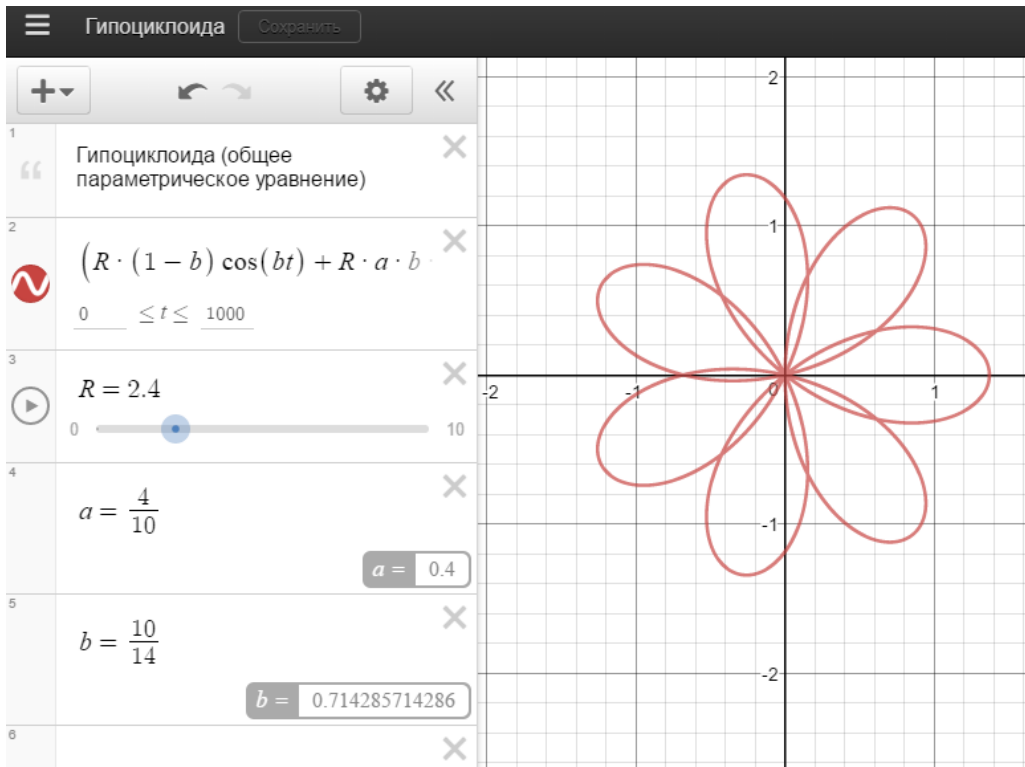 Гипоциклоида Сохранить
1
“ Гипоциклоида (общее
параметрическое уравнение)
2
(R · (1 − b) cos(bt) + R · a · b ·
0 ≤ t ≤ 1000
3
R = 2.4
0 10
4
a = 4/10
a = 0.4
5
b = 10/14
b = 0.714285714286
6
2
1
-2 -1 0 1
-1
-2